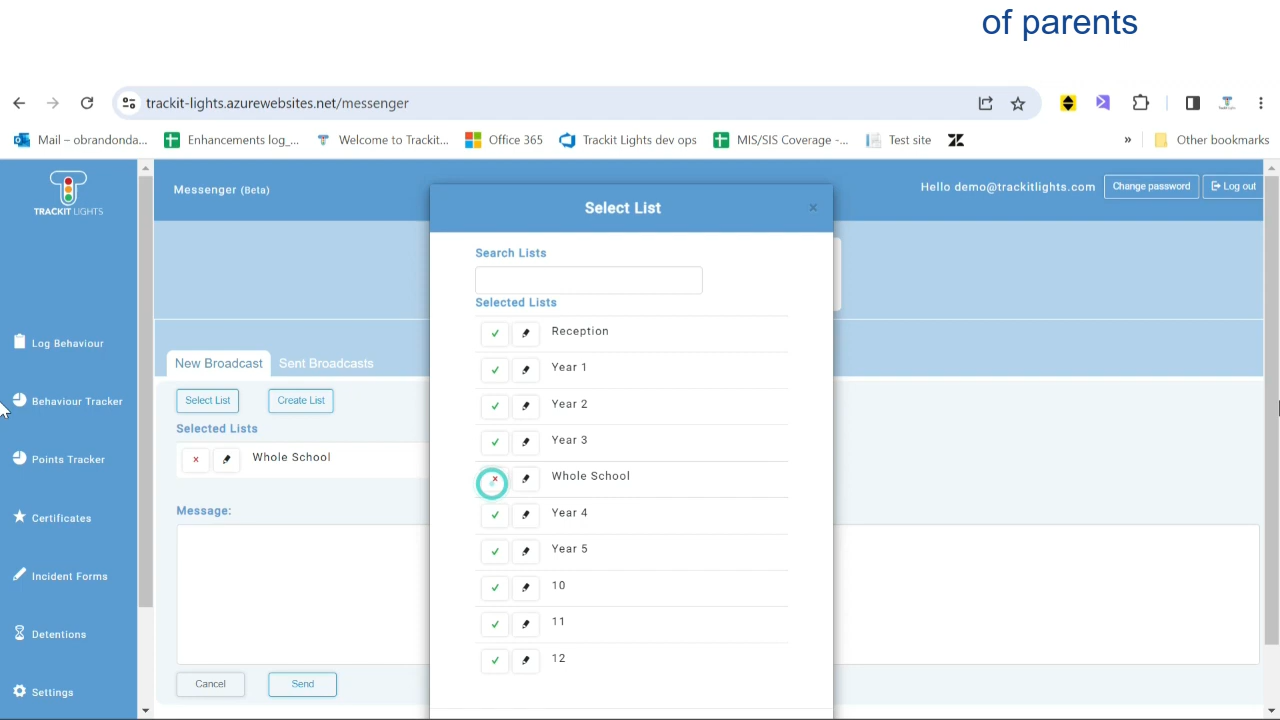 of parents
trackit-lights.azurewebsites.net/messenger
Mail – obrandonda...
Enhancements log_...
Welcome to Trackit...
Office 365
Trackit Lights dev ops
MIS/SIS Coverage -...
Test site
»
Other bookmarks
TRACKIT LIGHTS
Messenger (Beta)
Hello demo@trackitlights.com
Change password
Log out
Select List
×
Search Lists
Selected Lists
Reception
Year 1
Year 2
Year 3
Whole School
Year 4
Year 5
10
11
12
Log Behaviour
Behaviour Tracker
Points Tracker
Certificates
Incident Forms
Detentions
Settings
New Broadcast
Sent Broadcasts
Select List
Create List
Selected Lists
Whole School
Message:
Cancel
Send